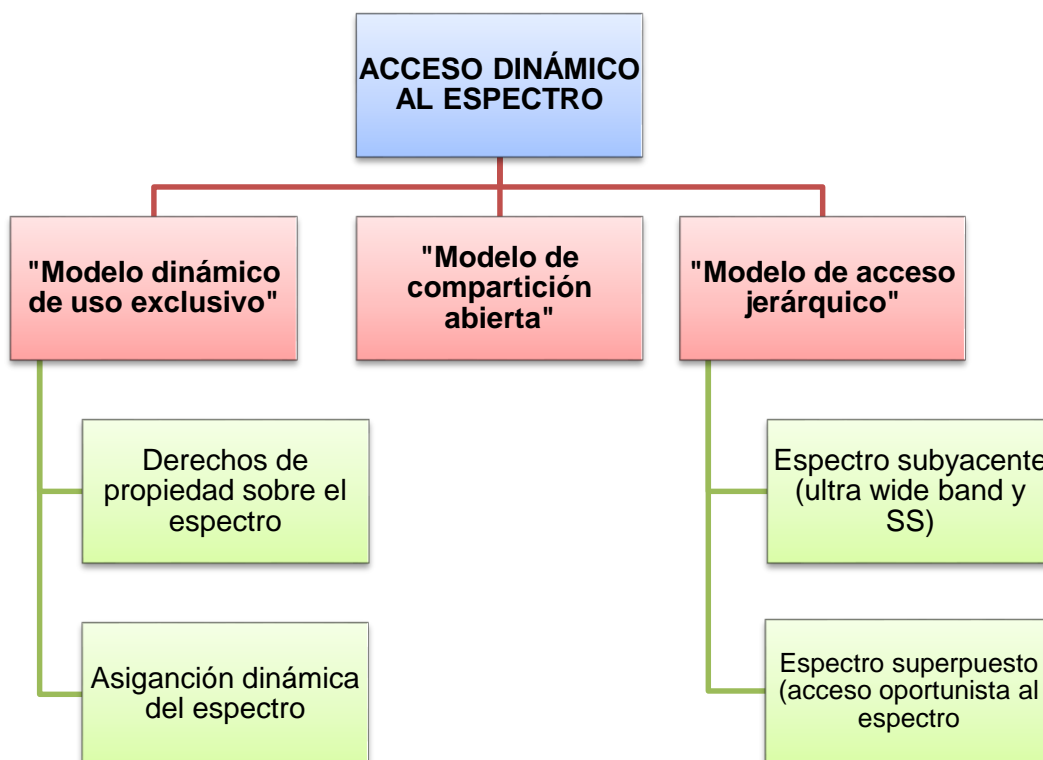 ACCESO DINÁMICO
AL ESPECTRO
"Modelo dinámico
de uso exclusivo"
"Modelo de
compartición
abierta"
"Modelo de acceso
jerárquico"
Derechos de
propiedad sobre el
espectro
Espectro subyacente
(ultra wide band y
SS)
AsigANCIÓN dinámica
del espectro
Espectro superpuesto
(acceso oportunista al
espectro